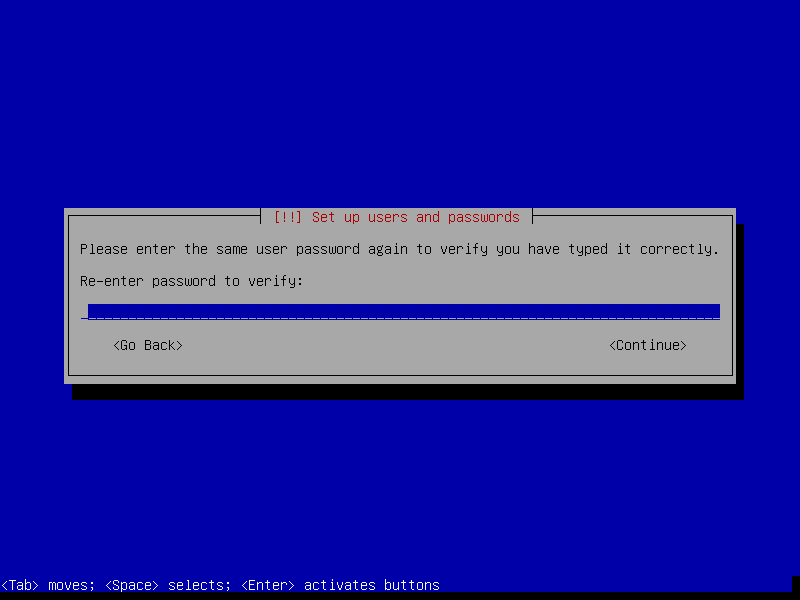 [!!] Set up users and passwords
Please enter the same user password again to verify you have typed it correctly.
Re-enter password to verify:
<Go Back> <Continue>
<Tab> moves; <Space> selects; <Enter> activates buttons